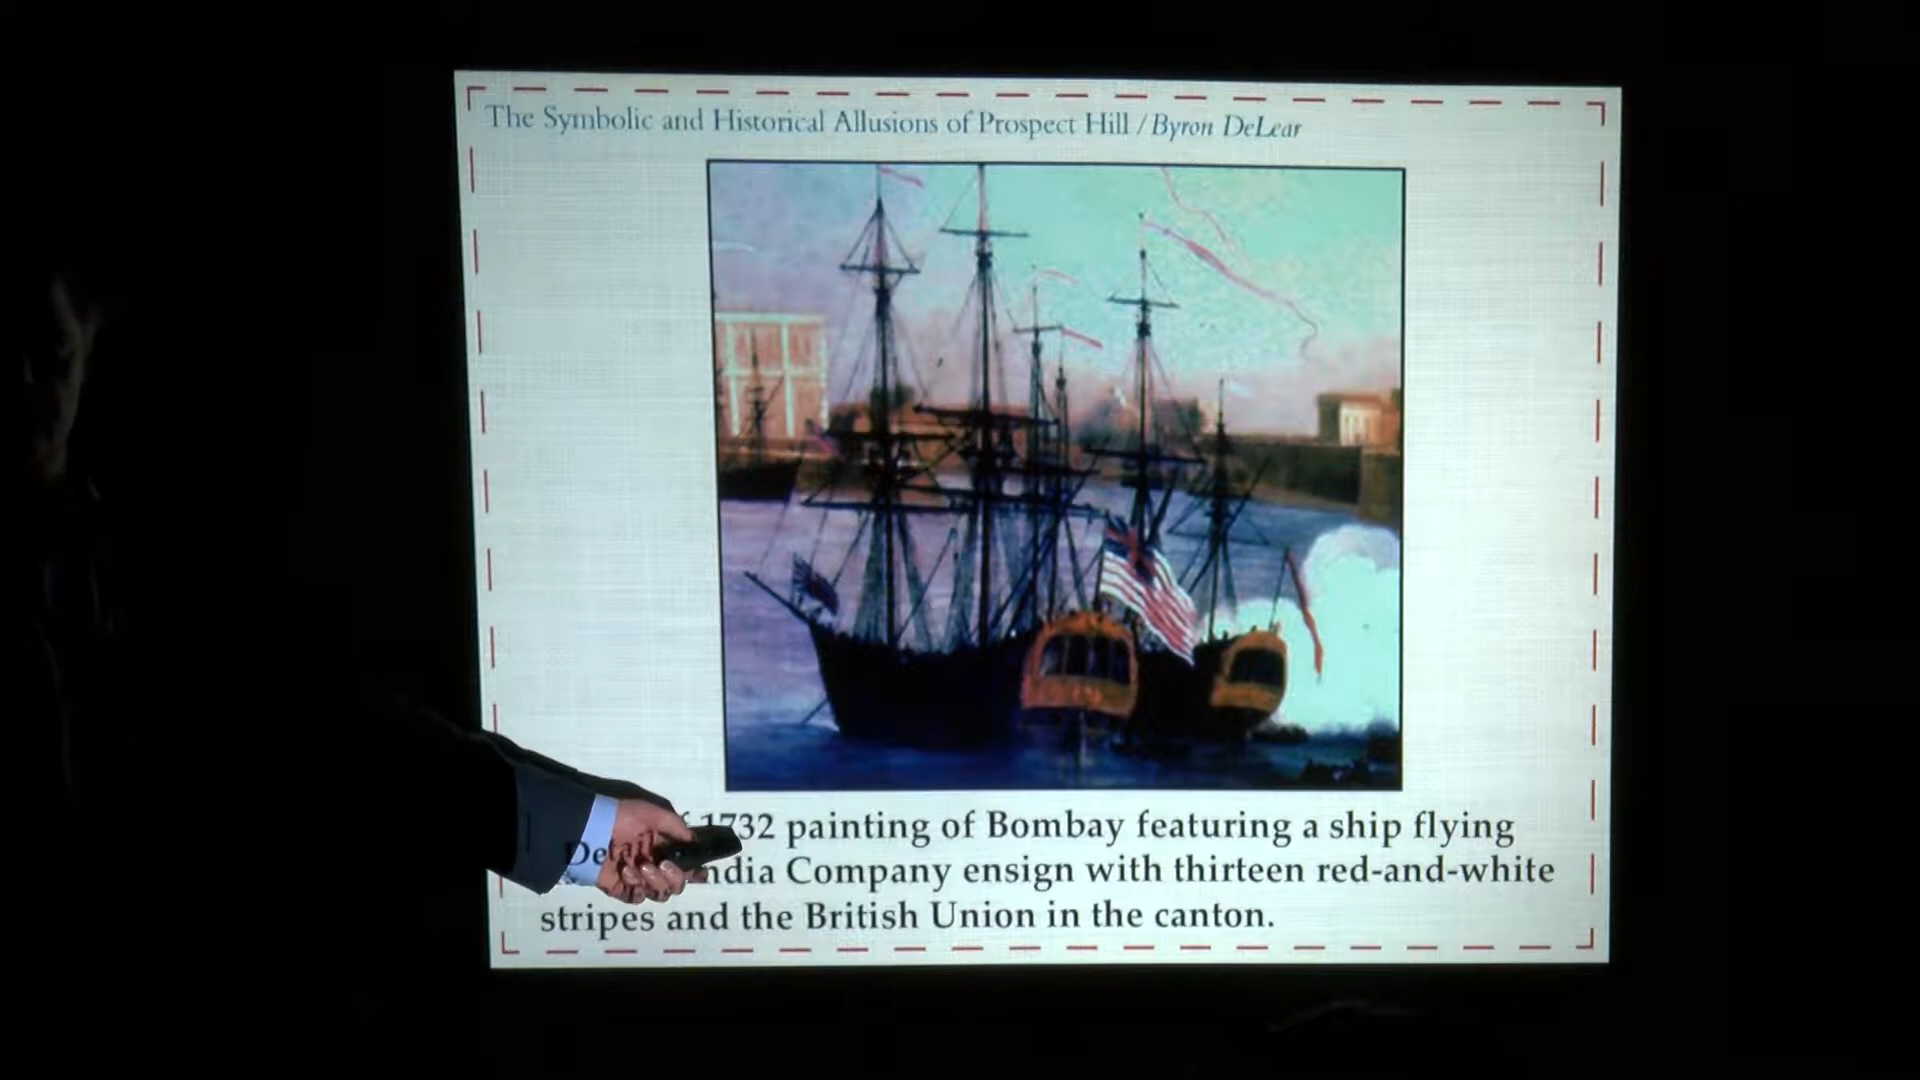 The Symbolic and Historical Allusions of Prospect Hill / Byron DeLear
1732 painting of Bombay featuring a ship flying
India Company ensign with thirteen red-and-white
stripes and the British Union in the canton.